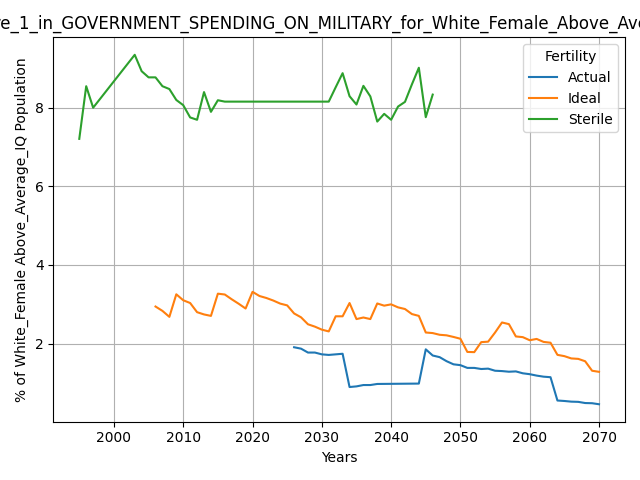 re_1_in_GOVERNMENT_SPENDING_ON_MILITARY_for_White_Female_Above_Ave
% of White_Female Above_Average_IQ Population
8
6
4
2
Fertility
Actual
Ideal
Sterile
2000 2010 2020 2030 2040 2050 2060 2070
Years